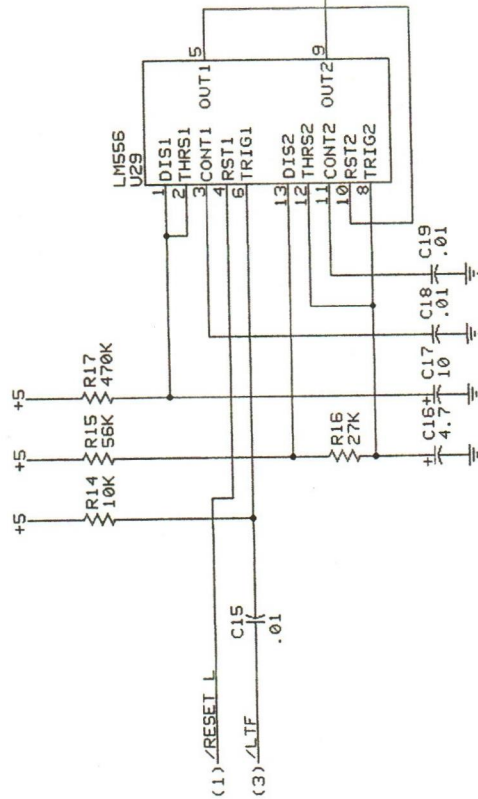 +5
+5
+5
R14
10K
R15
56K
R17
470K
LM556
U29
1 DIS1
2 THRS1
3 CONT1
4 RST1
6 TRIG1
13 DIS2
12 THRS2
11 CONT2
10 RST2
8 TRIG2
OUT1 5
OUT2 9
(1) /RESET L
(3) /LTF
C15
.01
R16
27K
C16 +
4.7
C17 +
10
C18
.01
C19
.01